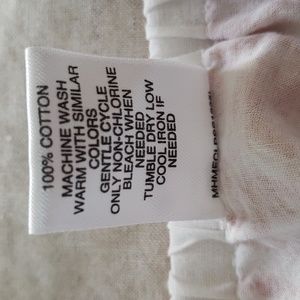 100% COTTON
MACHINE WASH
WARM WITH SIMILAR
COLORS
GENTLE CYCLE
ONLY NON-CHLORINE
BLEACH WHEN
NEEDED
TUMBLE DRY LOW
COOL IRON IF
NEEDED